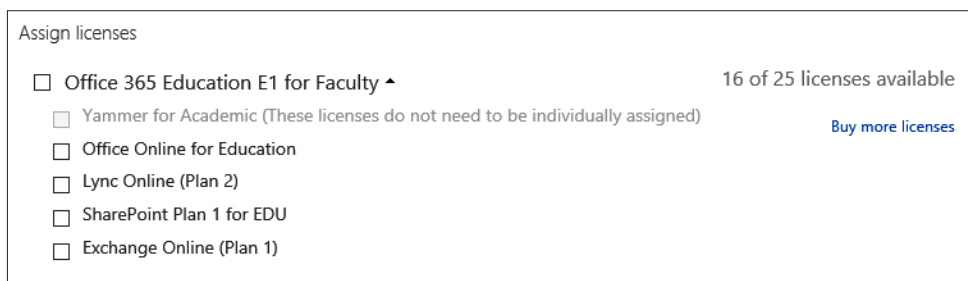 Assign licenses
Office 365 Education E1 for Faculty
16 of 25 licenses available
Yammer for Academic (These licenses do not need to be individually assigned)
Buy more licenses
Office Online for Education
Lync Online (Plan 2)
SharePoint Plan 1 for EDU
Exchange Online (Plan 1)